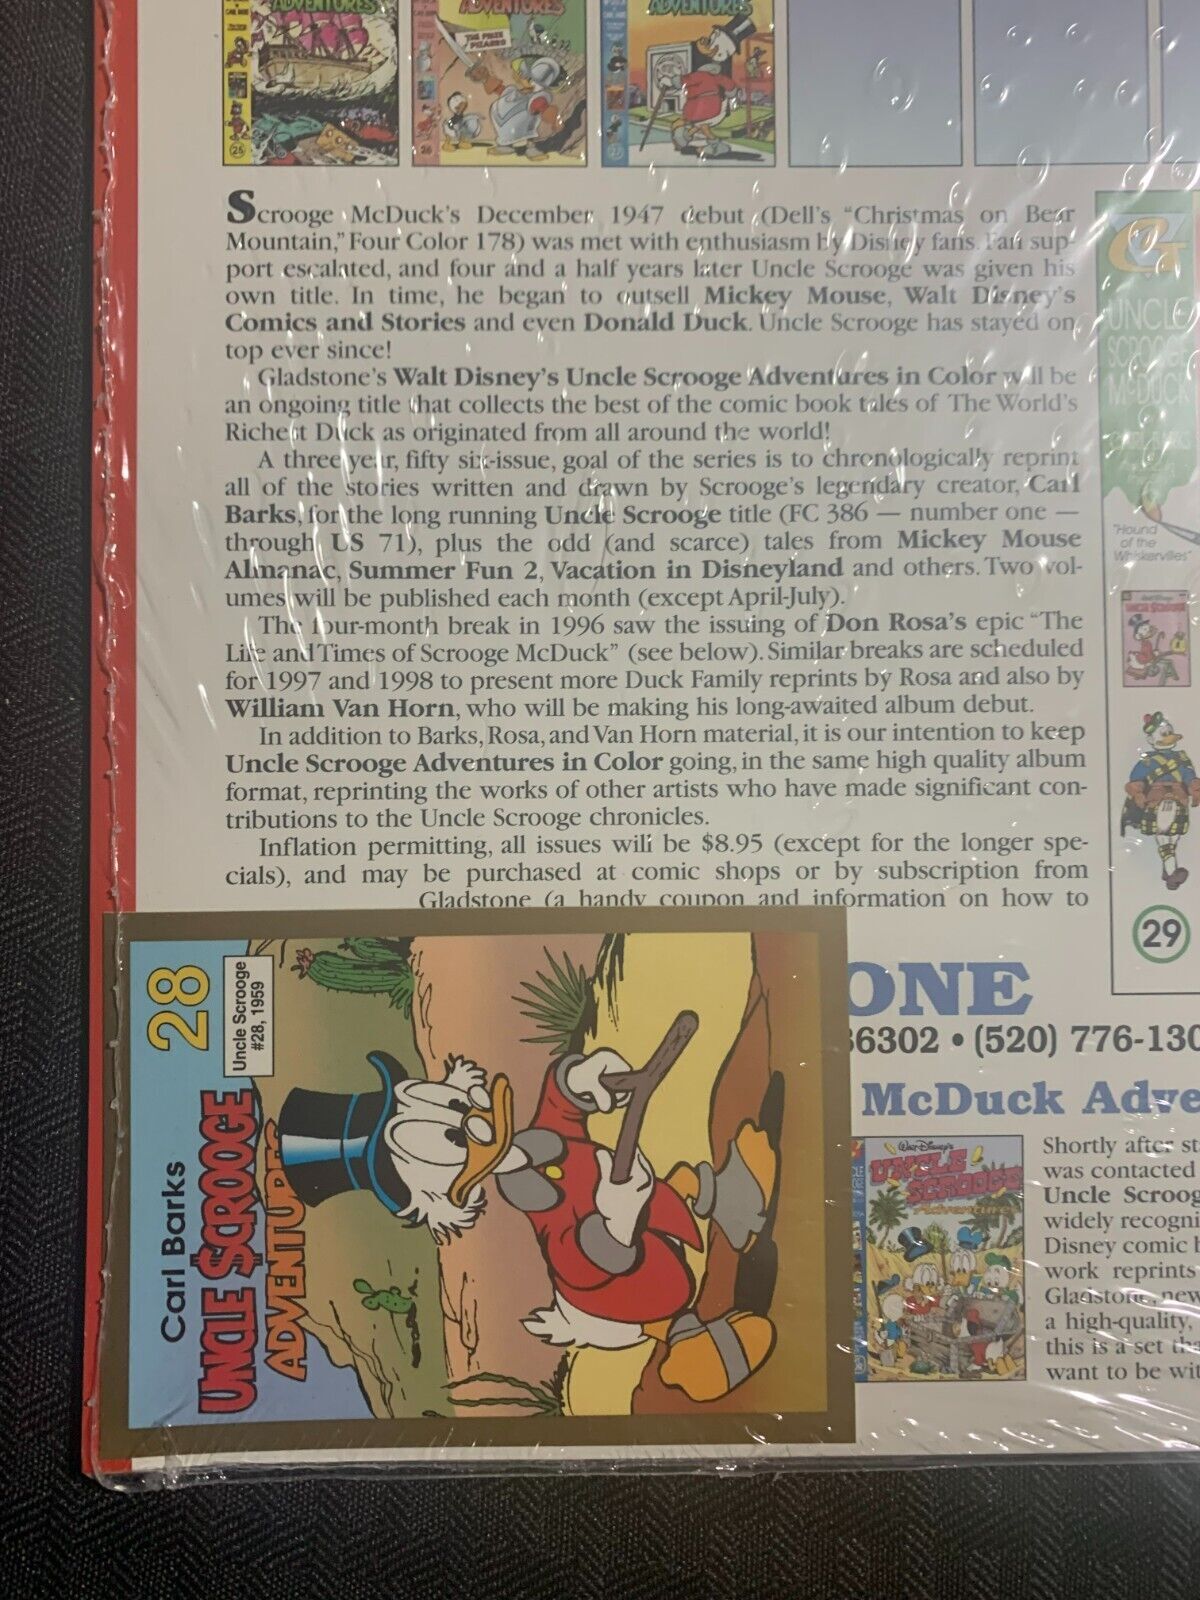 ADVENTURES
ADVENTURES
ADVENTURES
THE PRIZE
PIZARRO
25
26
27
Scrooge McDuck's December 1947 debut (Dell's "Christmas on Bear
Mountain," Four Color 178) was met with enthusiasm by Disney fans. Fan sup-
port escalated, and four and a half years later Uncle Scrooge was given his
own title. In time, he began to outsell Mickey Mouse, Walt Disney's
Comics and Stories and even Donald Duck. Uncle Scrooge has stayed on
top ever since!
Gladstone's Walt Disney's Uncle Scrooge Adventures in Color will be
an ongoing title that collects the best of the comic book tales of The World's
Richest Duck as originated from all around the world!
A three year, fifty six-issue, goal of the series is to chronologically reprint
all of the stories written and drawn by Scrooge's legendary creator, Carl
Barks, for the long running Uncle Scrooge title (FC 386 — number one —
through US 71), plus the odd (and scarce) tales from Mickey Mouse
Almanac, Summer Fun 2, Vacation in Disneyland and others. Two vol-
umes will be published each month (except April-July).
The four-month break in 1996 saw the issuing of Don Rosa's epic "The
Life and Times of Scrooge McDuck" (see below). Similar breaks are scheduled
for 1997 and 1998 to present more Duck Family reprints by Rosa and also by
William Van Horn, who will be making his long-awaited album debut.
In addition to Barks, Rosa, and Van Horn material, it is our intention to keep
Uncle Scrooge Adventures in Color going, in the same high quality album
format, reprinting the works of other artists who have made significant con-
tributions to the Uncle Scrooge chronicles.
Inflation permitting, all issues will be $8.95 (except for the longer spe-
cials), and may be purchased at comic shops or by subscription from
Gladstone (a handy coupon and information on how to
G
UNCLE
SCROOGE
McDUCK
"Hound
of the
Whiskervilles"
29
ONE
86302 • (520) 776-130
McDuck Adve
Carl Barks
UNCLE $CROOGE
ADVENTURES
28
Uncle Scrooge
#28, 1959
Walt Disney's
UNCLE
SCROOGE
Adventures
Shortly after st
was contacted
Uncle Scroog
widely recogni
Disney comic b
work reprints
Gladstone, new
a high-quality,
this is a set tha
want to be wit